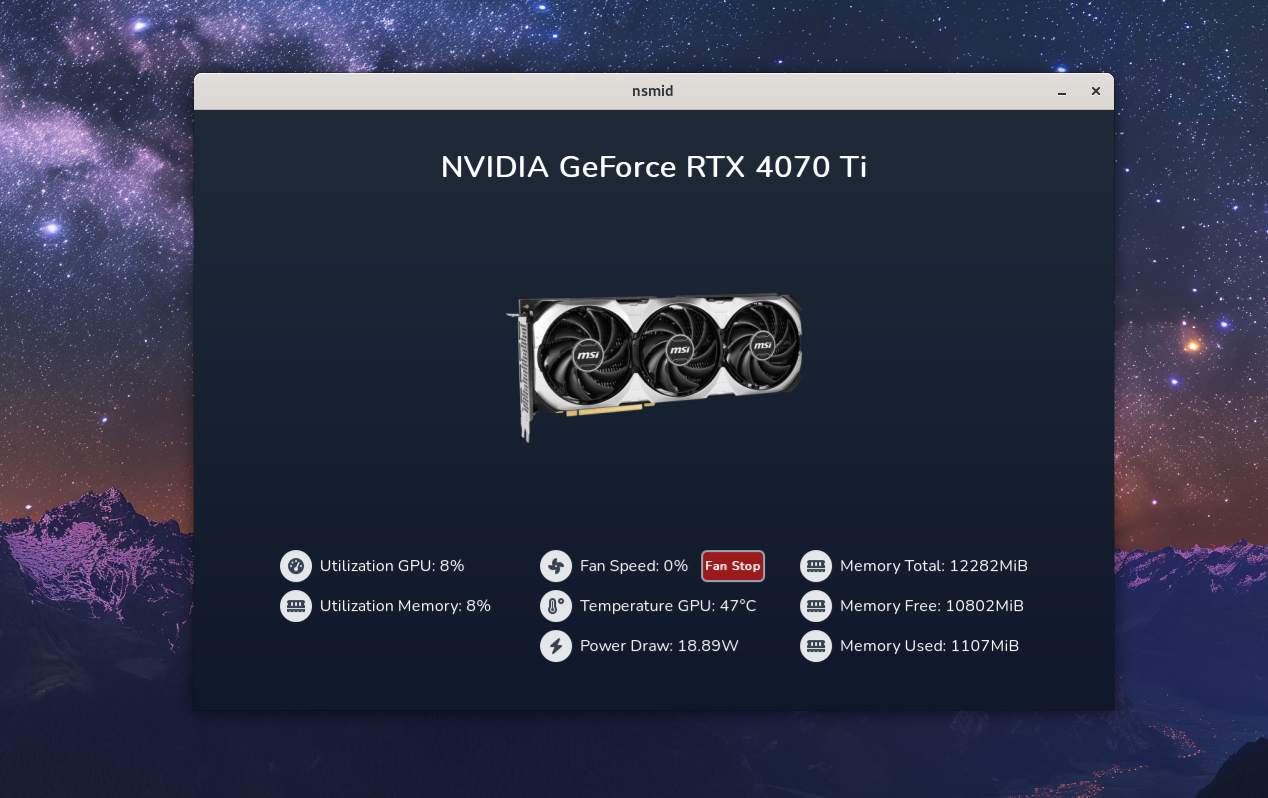 nsmid
NVIDIA GeForce RTX 4070 Ti
msi msi msi
Utilization GPU: 8%
Utilization Memory: 8%
Fan Speed: 0% Fan Stop
Temperature GPU: 47°C
Power Draw: 18.89W
Memory Total: 12282MiB
Memory Free: 10802MiB
Memory Used: 1107MiB